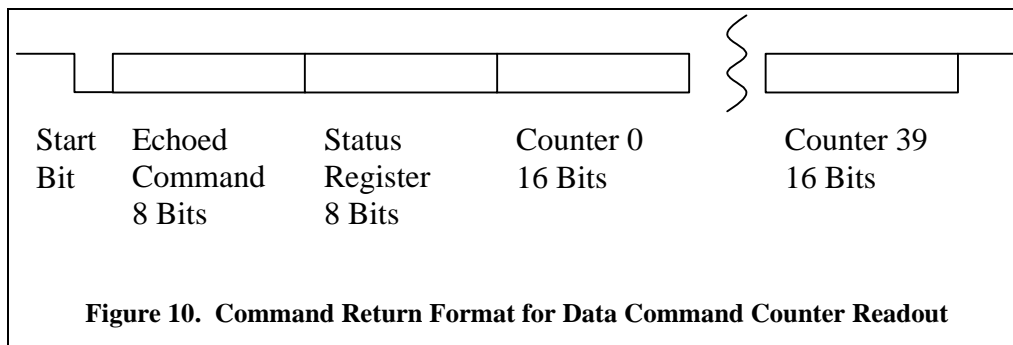 Start Bit
Echoed Command 8 Bits
Status Register 8 Bits
Counter 0 16 Bits
Counter 39 16 Bits
Figure 10. Command Return Format for Data Command Counter Readout